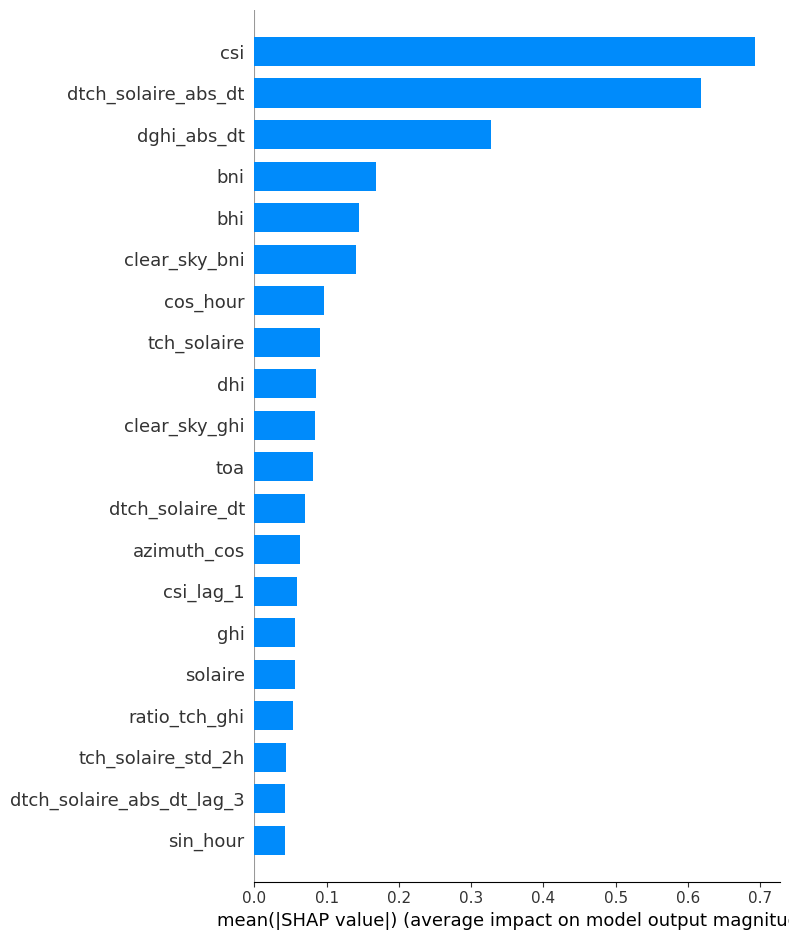 csi
dtch_solaire_abs_dt
dghi_abs_dt
bni
bhi
clear_sky_bni
cos_hour
tch_solaire
dhi
clear_sky_ghi
toa
dtch_solaire_dt
azimuth_cos
csi_lag_1
ghi
solaire
ratio_tch_ghi
tch_solaire_std_2h
dtch_solaire_abs_dt_lag_3
sin_hour
0.0 0.1 0.2 0.3 0.4 0.5 0.6 0.7
mean(|SHAP value|) (average impact on model output magnitu